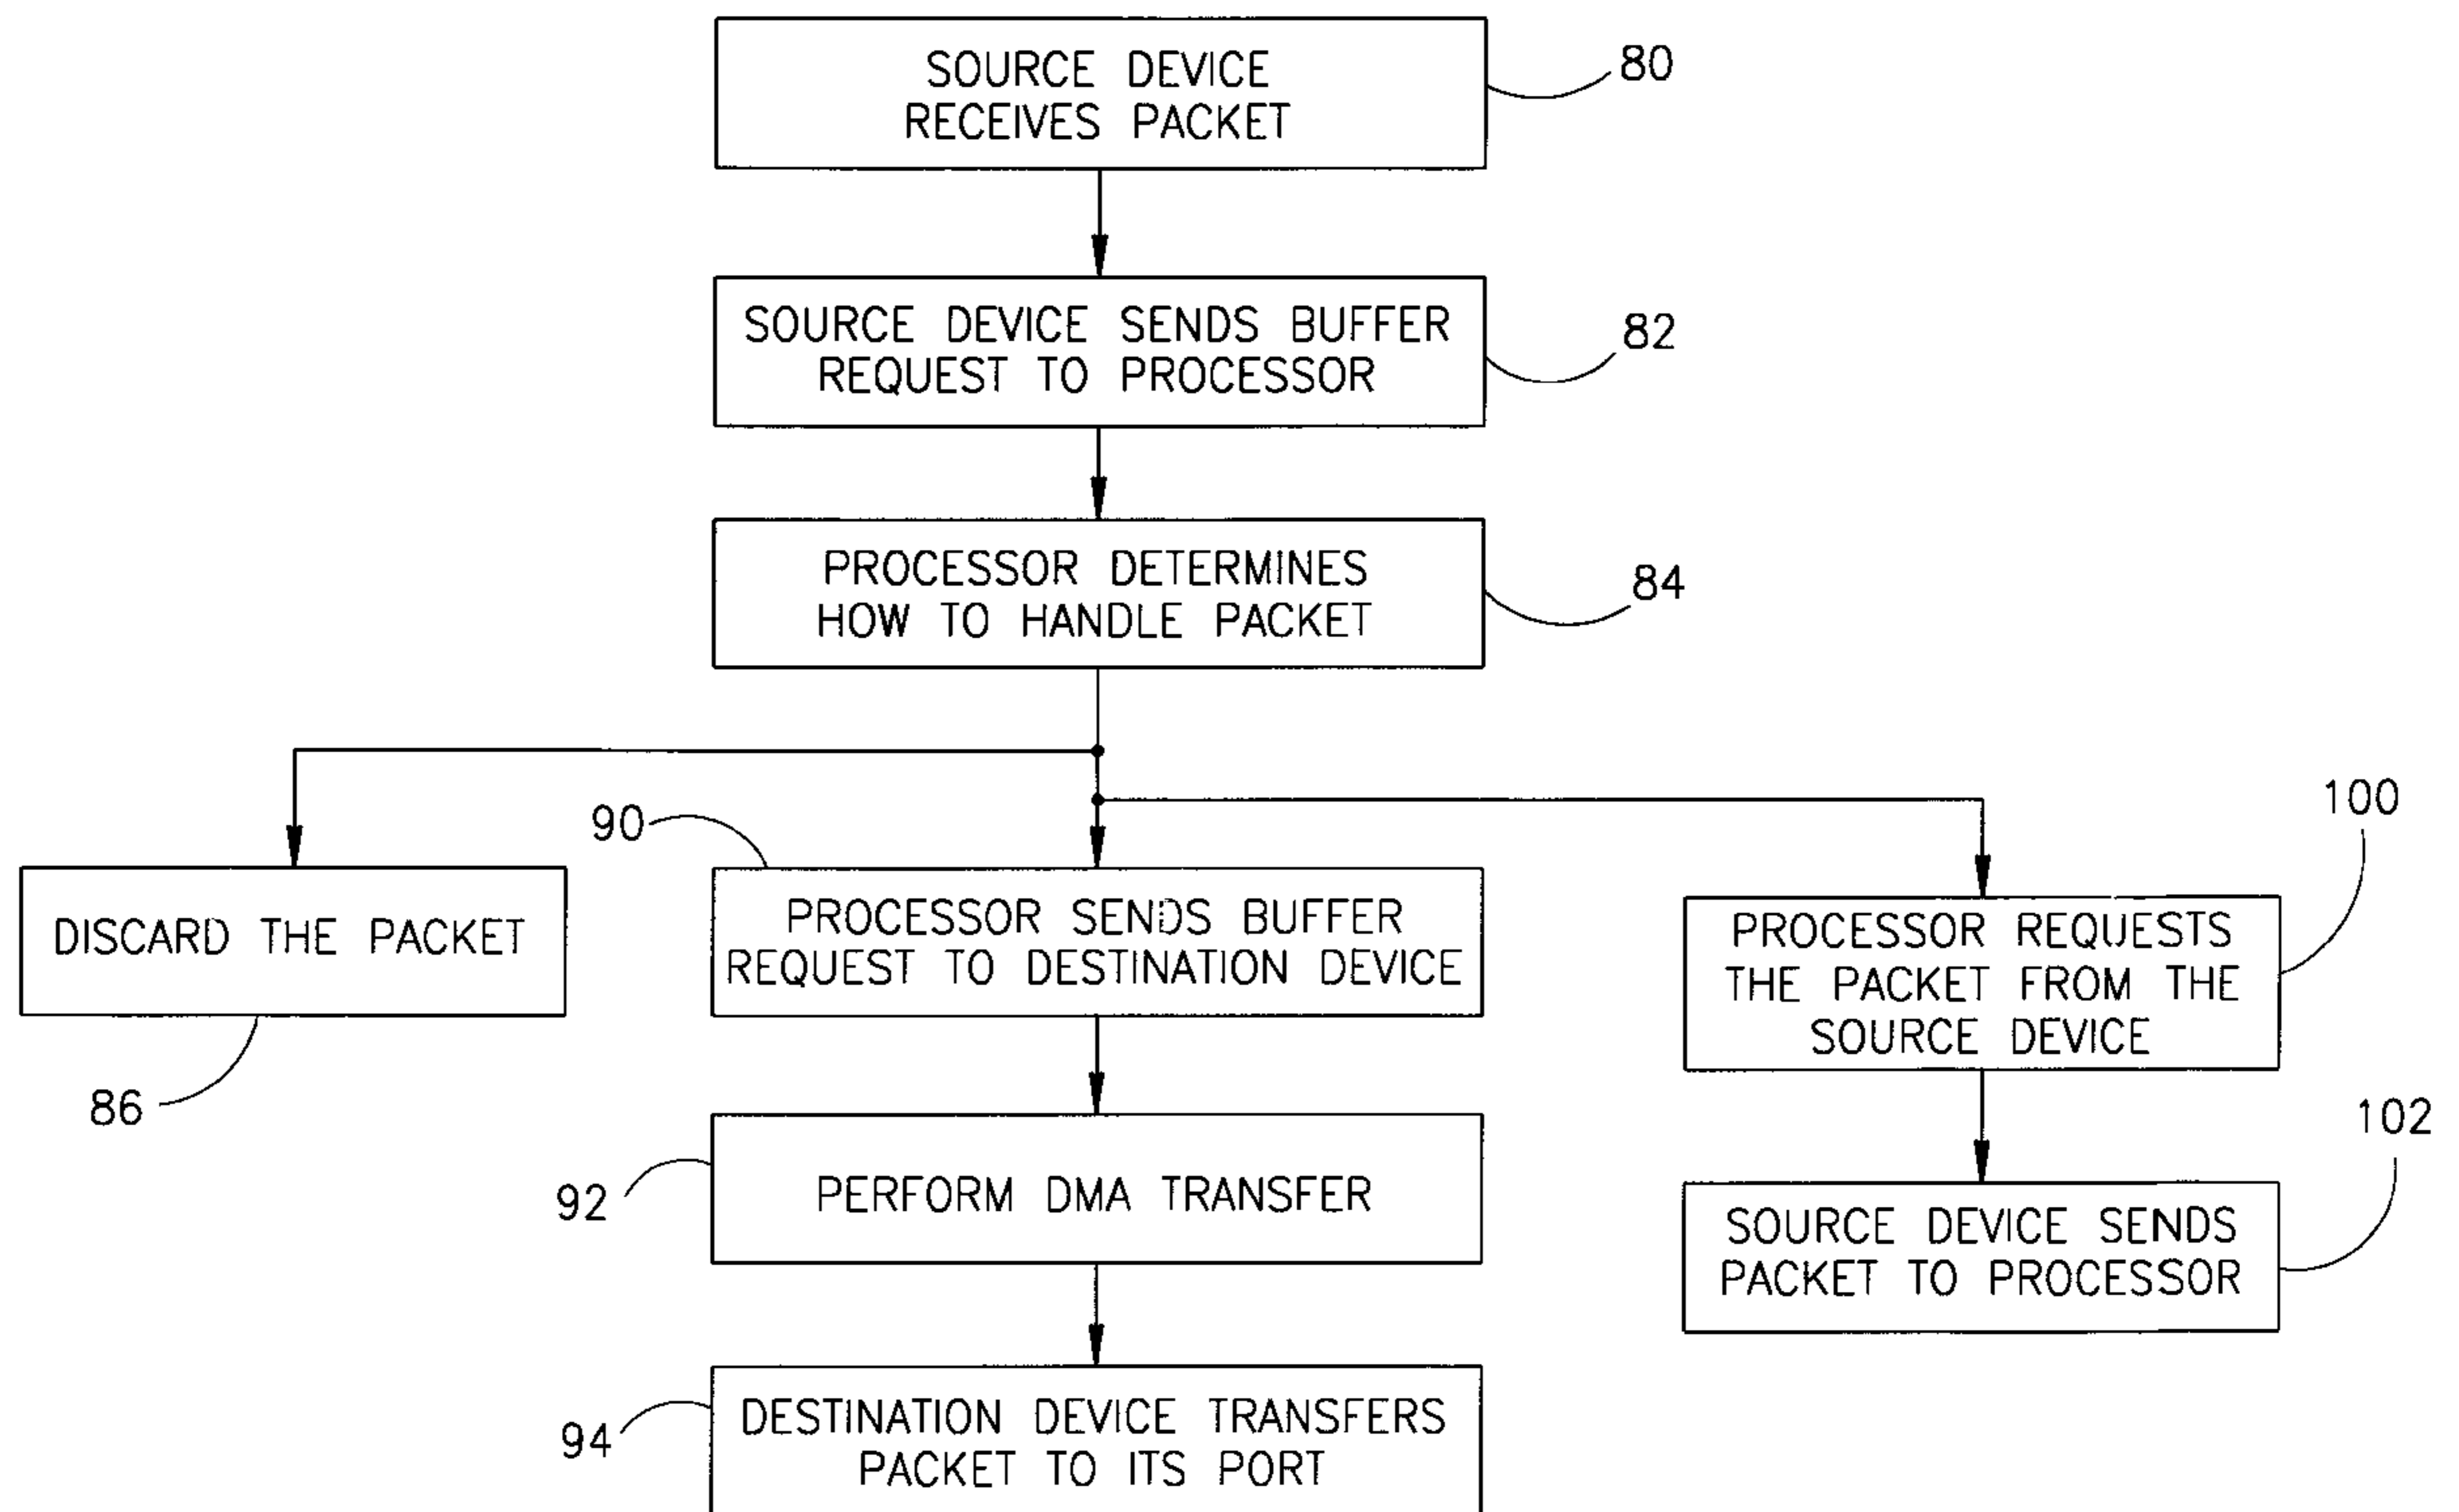 SOURCE DEVICE
RECEIVES PACKET
80
SOURCE DEVICE SENDS BUFFER
REQUEST TO PROCESSOR
82
PROCESSOR DETERMINES
HOW TO HANDLE PACKET
84
DISCARD THE PACKET
86
90
PROCESSOR SENDS BUFFER
REQUEST TO DESTINATION DEVICE
100
PROCESSOR REQUESTS
THE PACKET FROM THE
SOURCE DEVICE
92
PERFORM DMA TRANSFER
102
SOURCE DEVICE SENDS
PACKET TO PROCESSOR
94
DESTINATION DEVICE TRANSFERS
PACKET TO ITS PORT